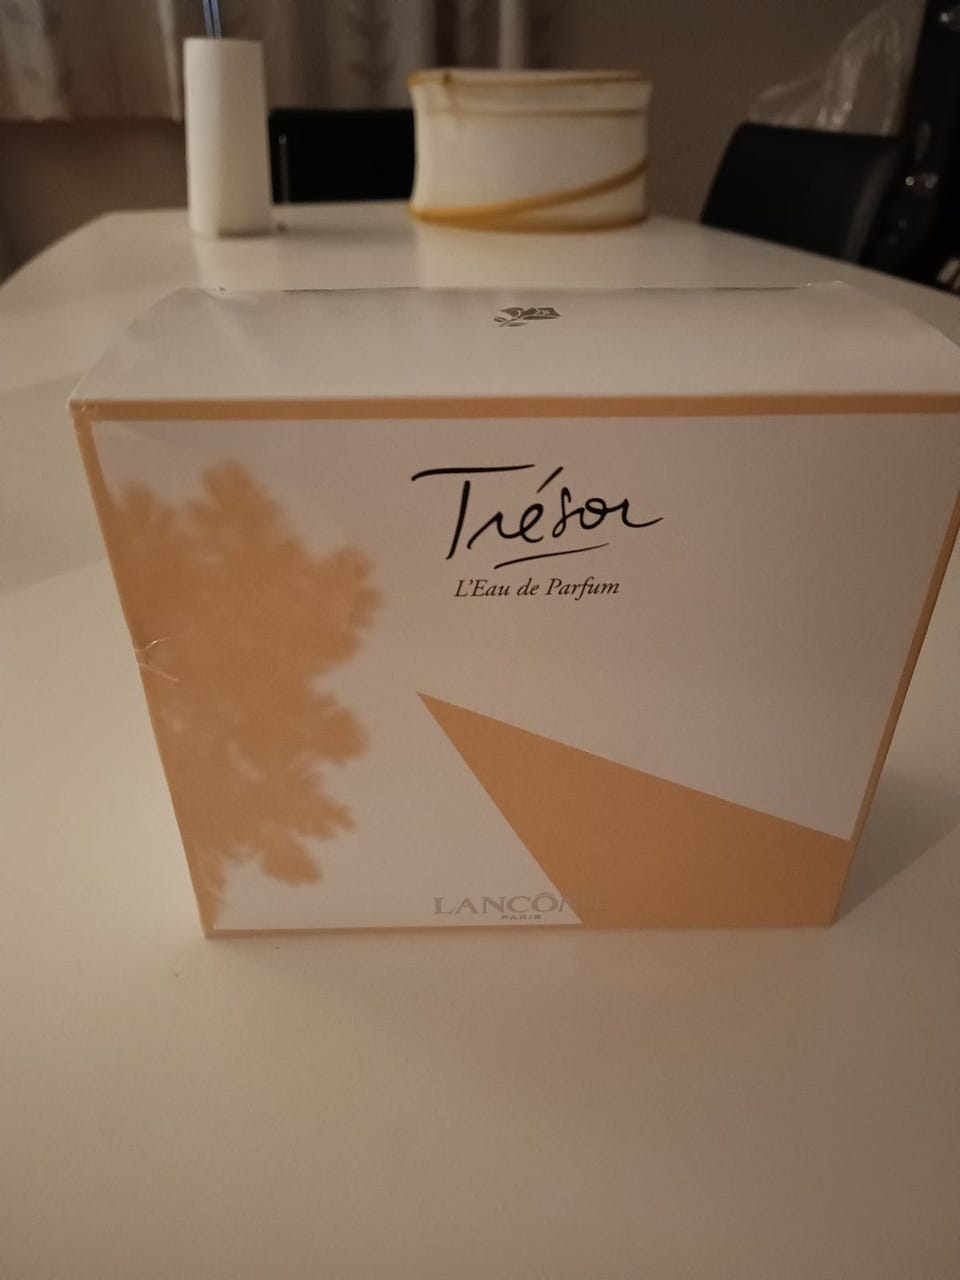 Trésor
L'Eau de Parfum
LANCÔME
PARIS